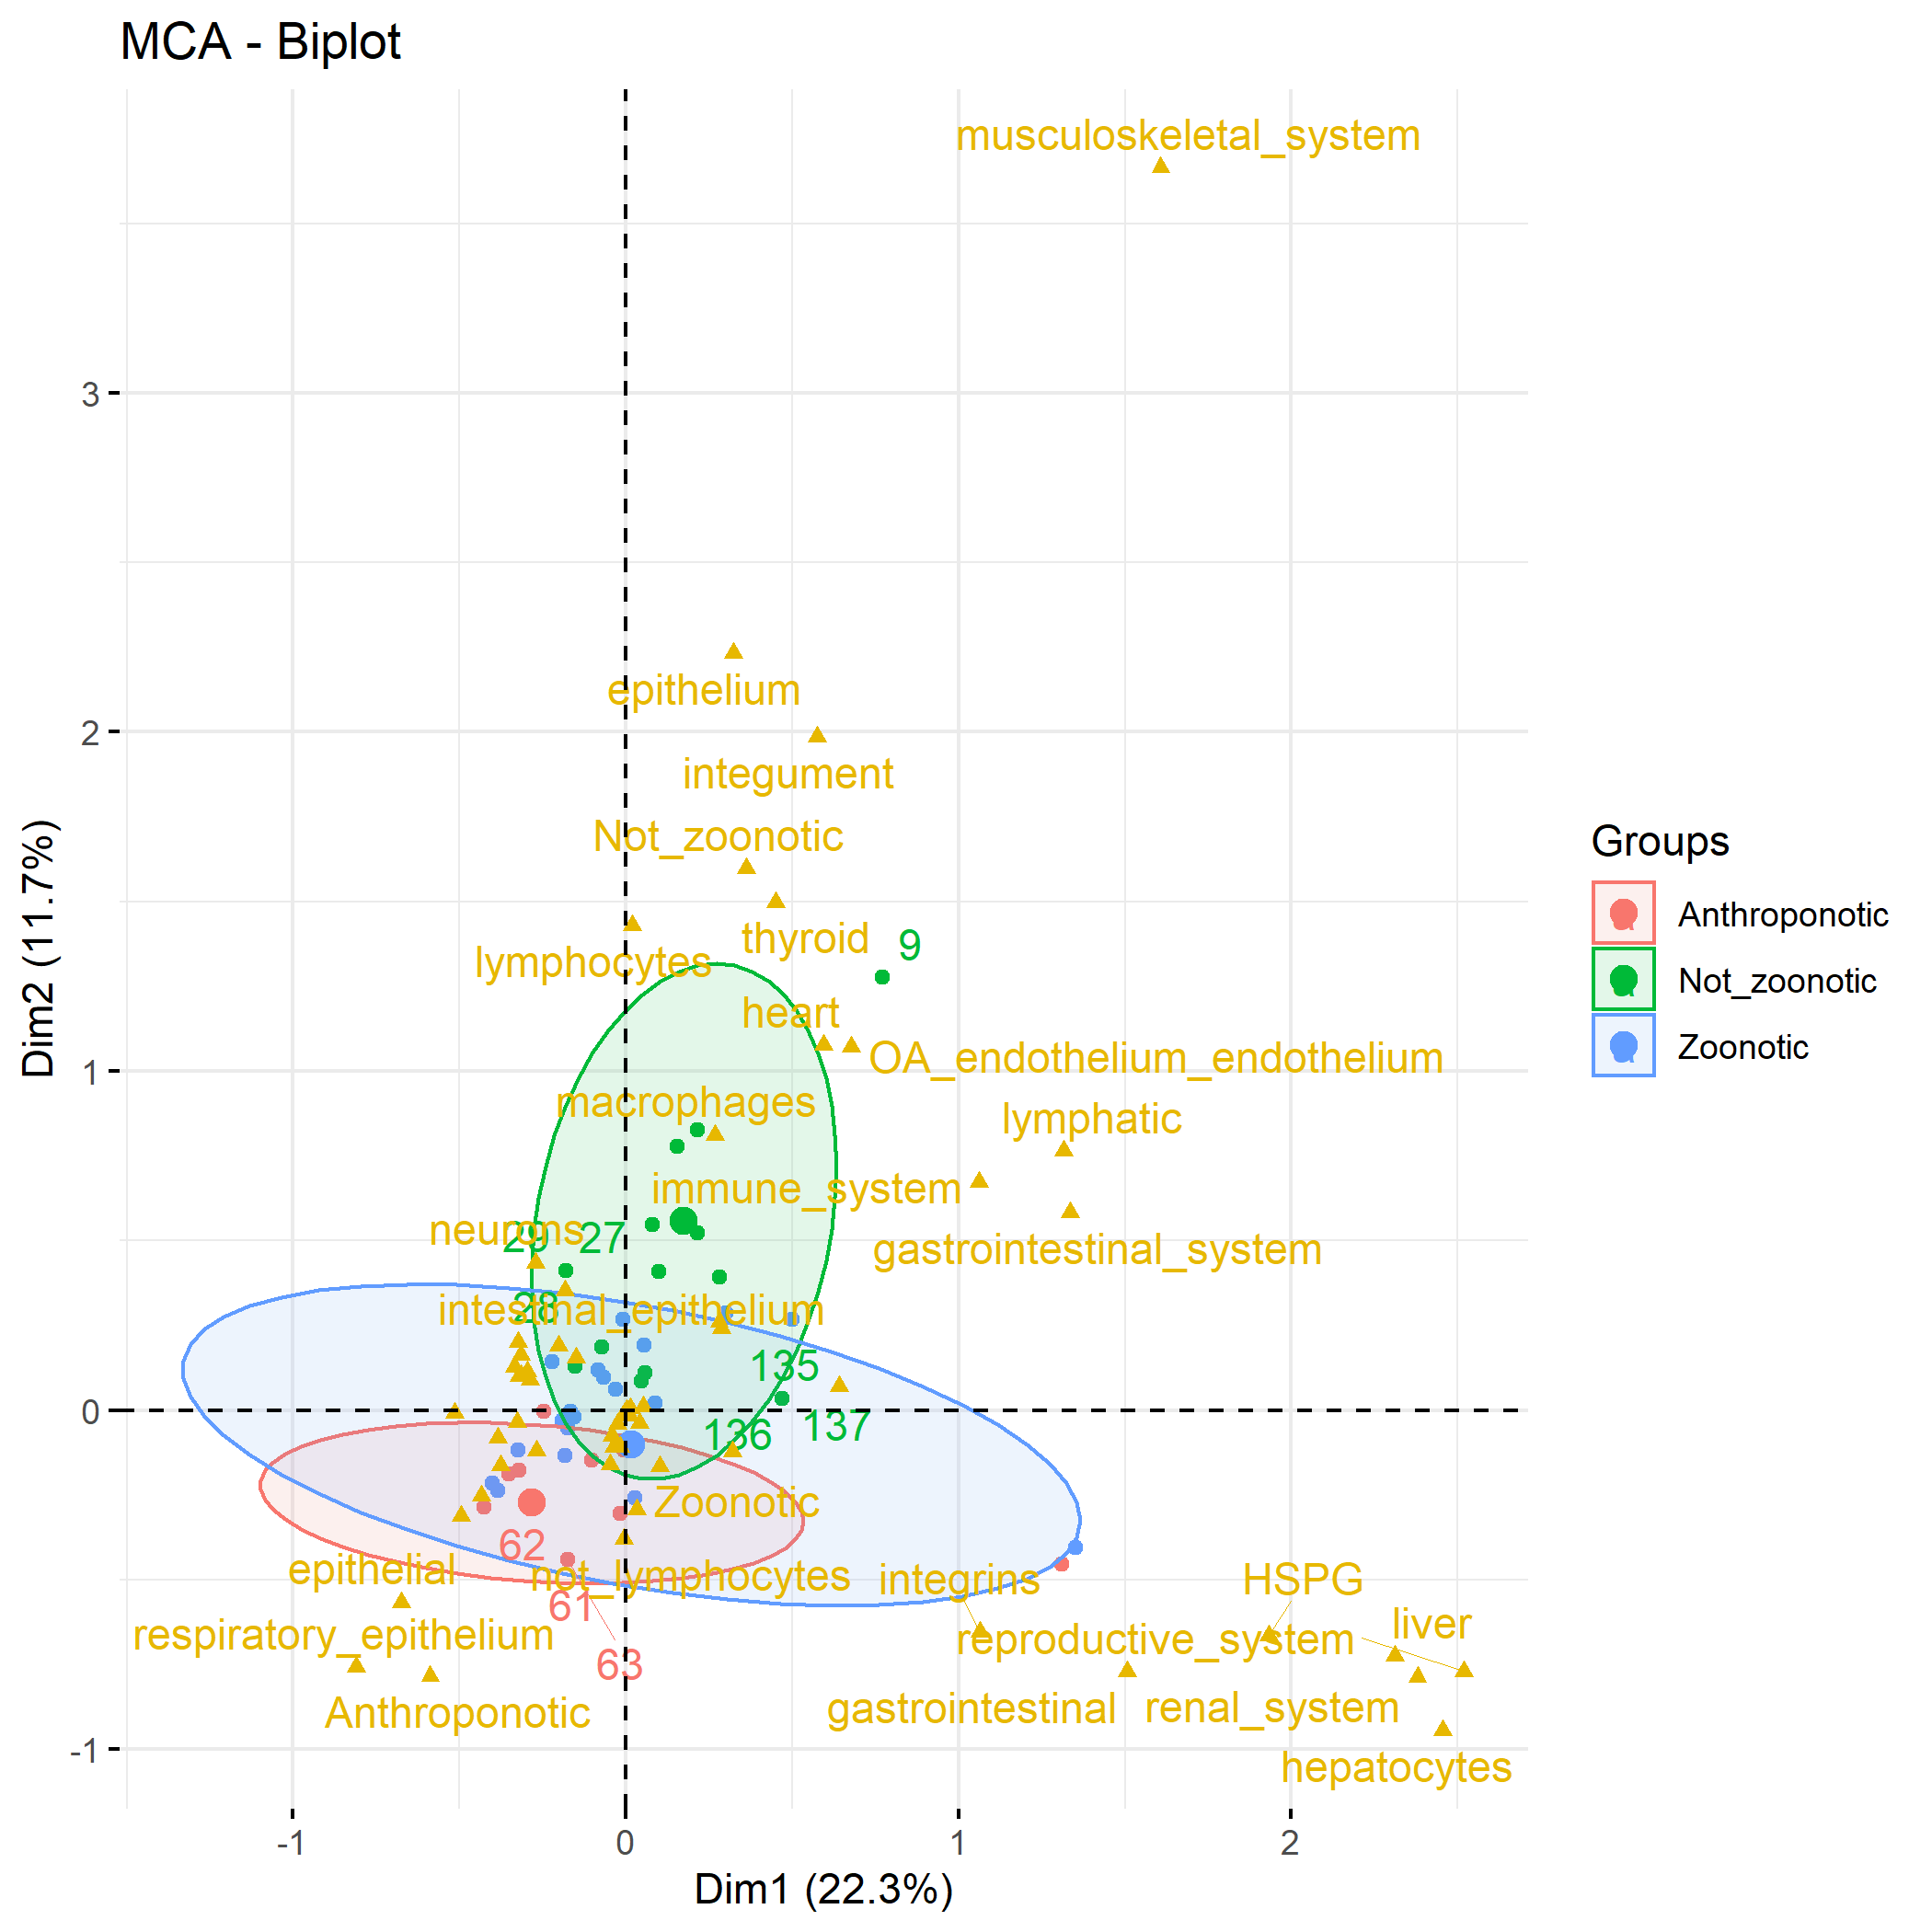 MCA - Biplot
musculoskeletal_system
3
epithelium
2
integument
Not_zoonotic
thyroid
9
lymphocytes
heart
OA_endothelium_endothelium
1
macrophages
lymphatic
immune_system
neurons
29
27
gastrointestinal_system
28
intestinal_epithelium
135
0
136
137
Zoonotic
62
epithelial
not_lymphocytes
integrins
HSPG
61
respiratory_epithelium
reproductive_system
liver
63
Anthroponotic
gastrointestinal
renal_system
-1
hepatocytes
-1
0
1
2
Dim1 (22.3%)
Dim2 (11.7%)
Groups
Anthroponotic
Not_zoonotic
Zoonotic